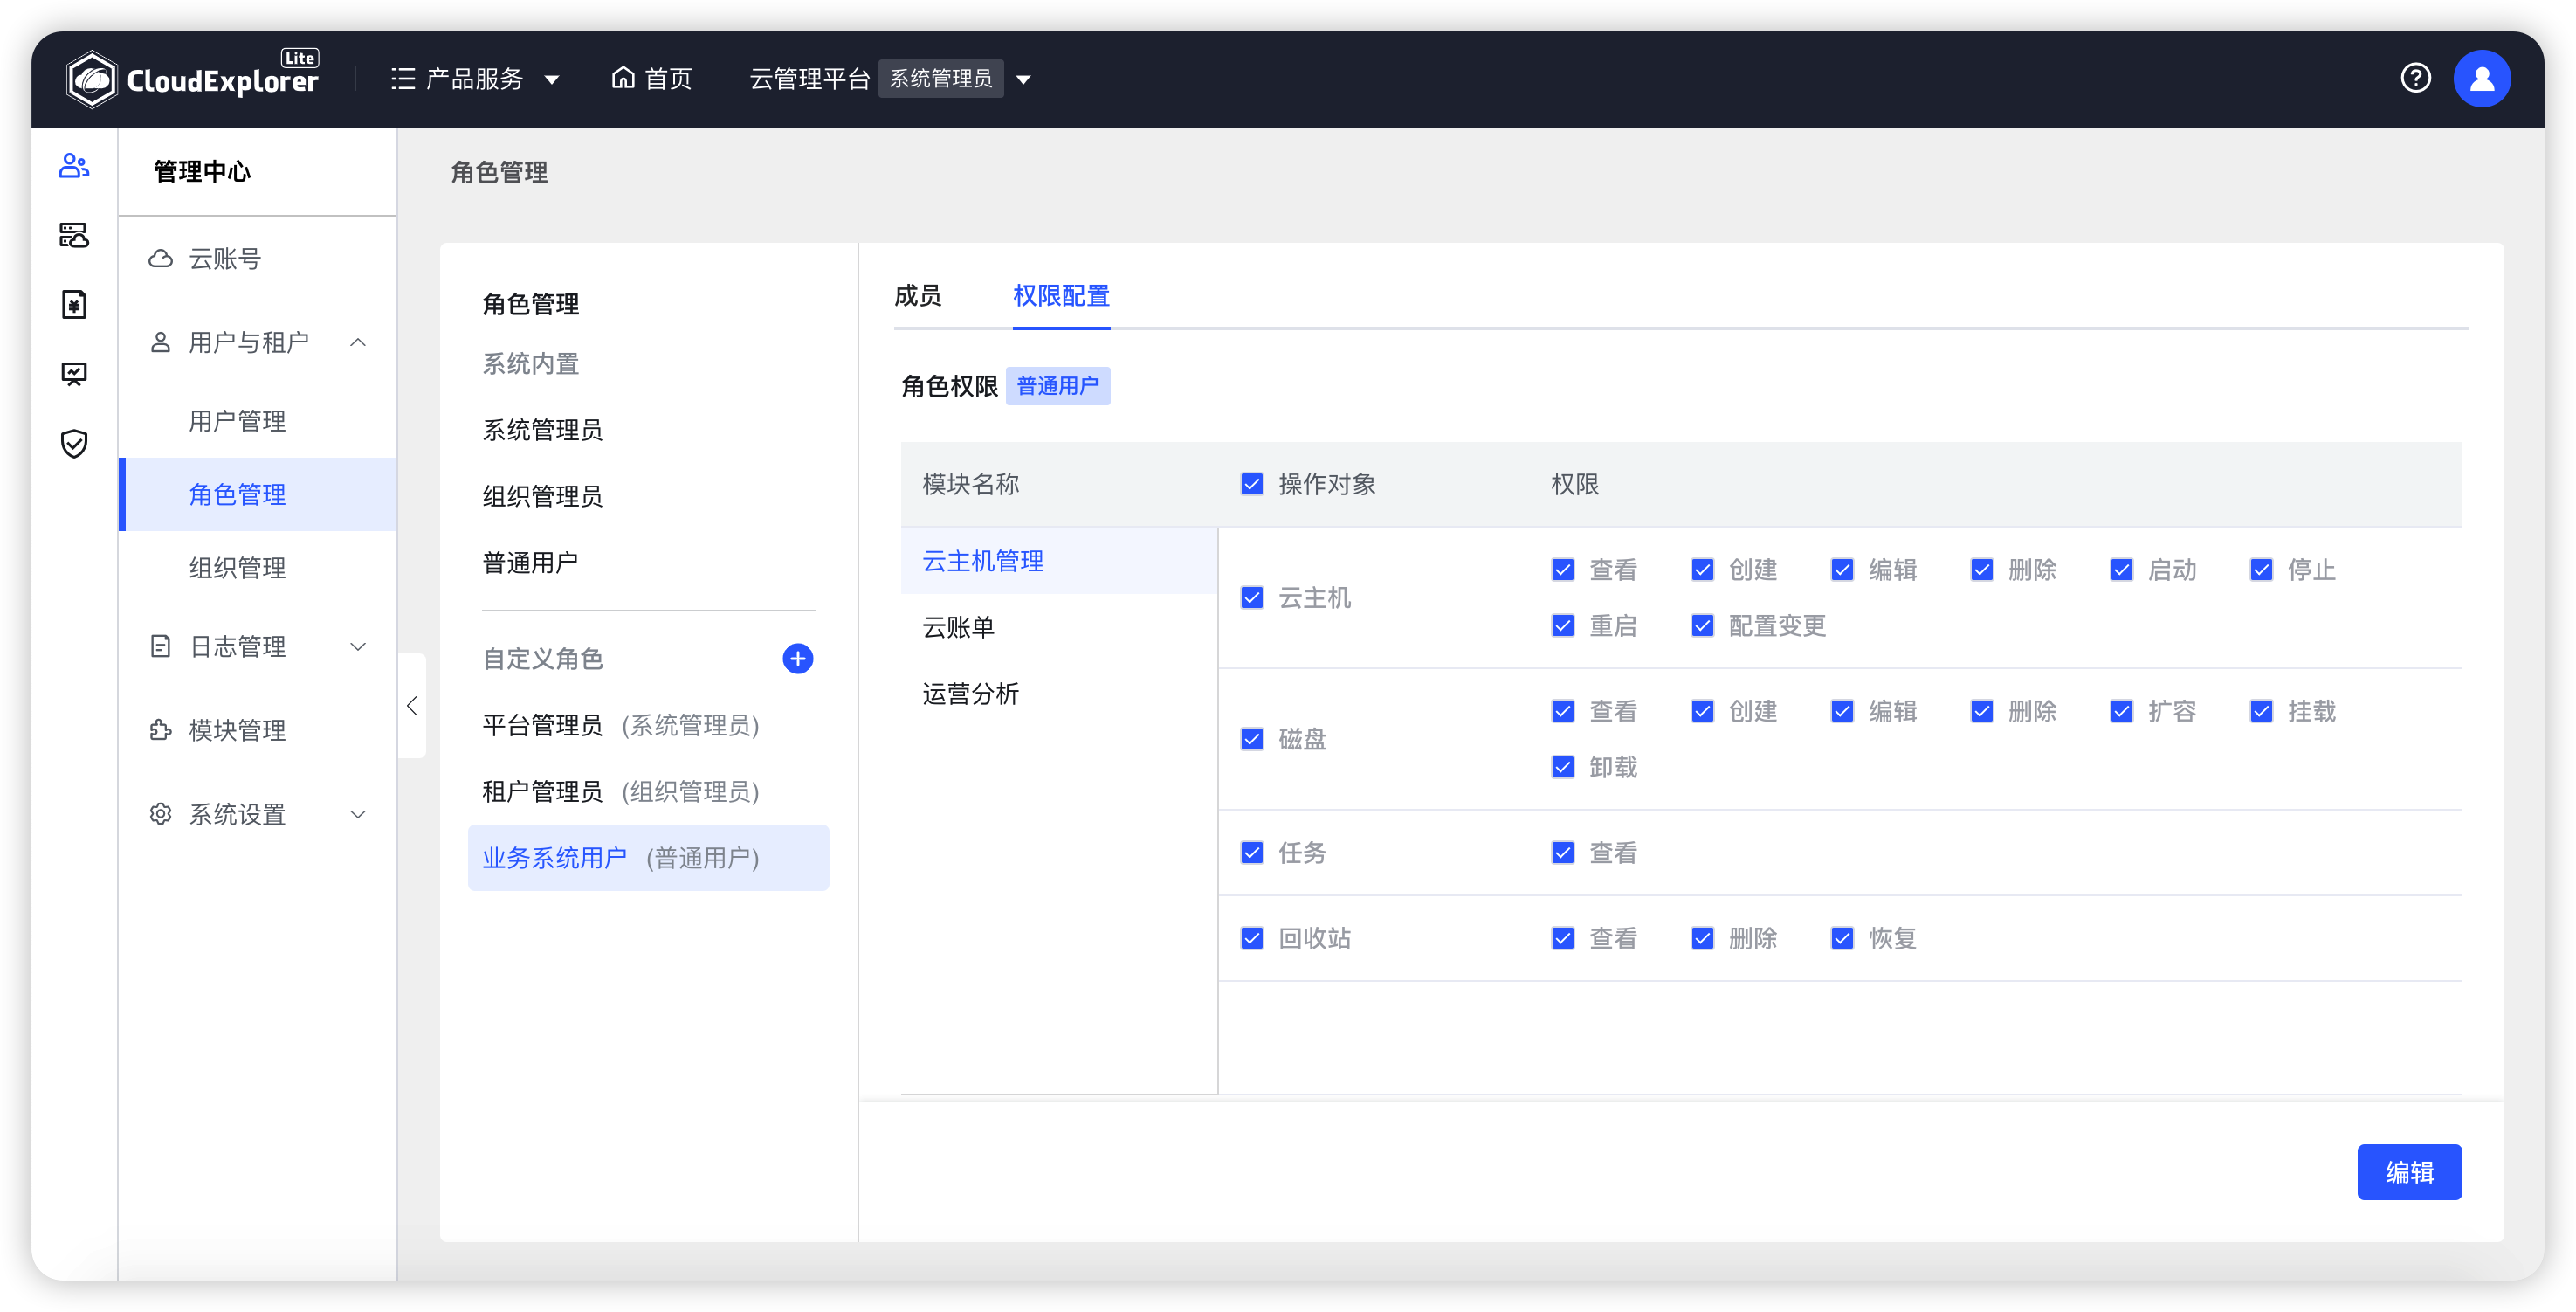 CloudExplorer Lite
产品服务
首页
云管理平台 系统管理员
管理中心
云账号
用户与租户
用户管理
角色管理
组织管理
日志管理
模块管理
系统设置
角色管理
角色管理
系统内置
系统管理员
组织管理员
普通用户
自定义角色
平台管理员 (系统管理员)
租户管理员 (组织管理员)
业务系统用户 (普通用户)
成员 权限配置
角色权限 普通用户
模块名称 操作对象 权限
云主机管理
云账单
运营分析
云主机
查看 创建 编辑 删除 启动 停止
重启 配置变更
磁盘
查看 创建 编辑 删除 扩容 挂载
卸载
任务 查看
回收站 查看 删除 恢复
编辑